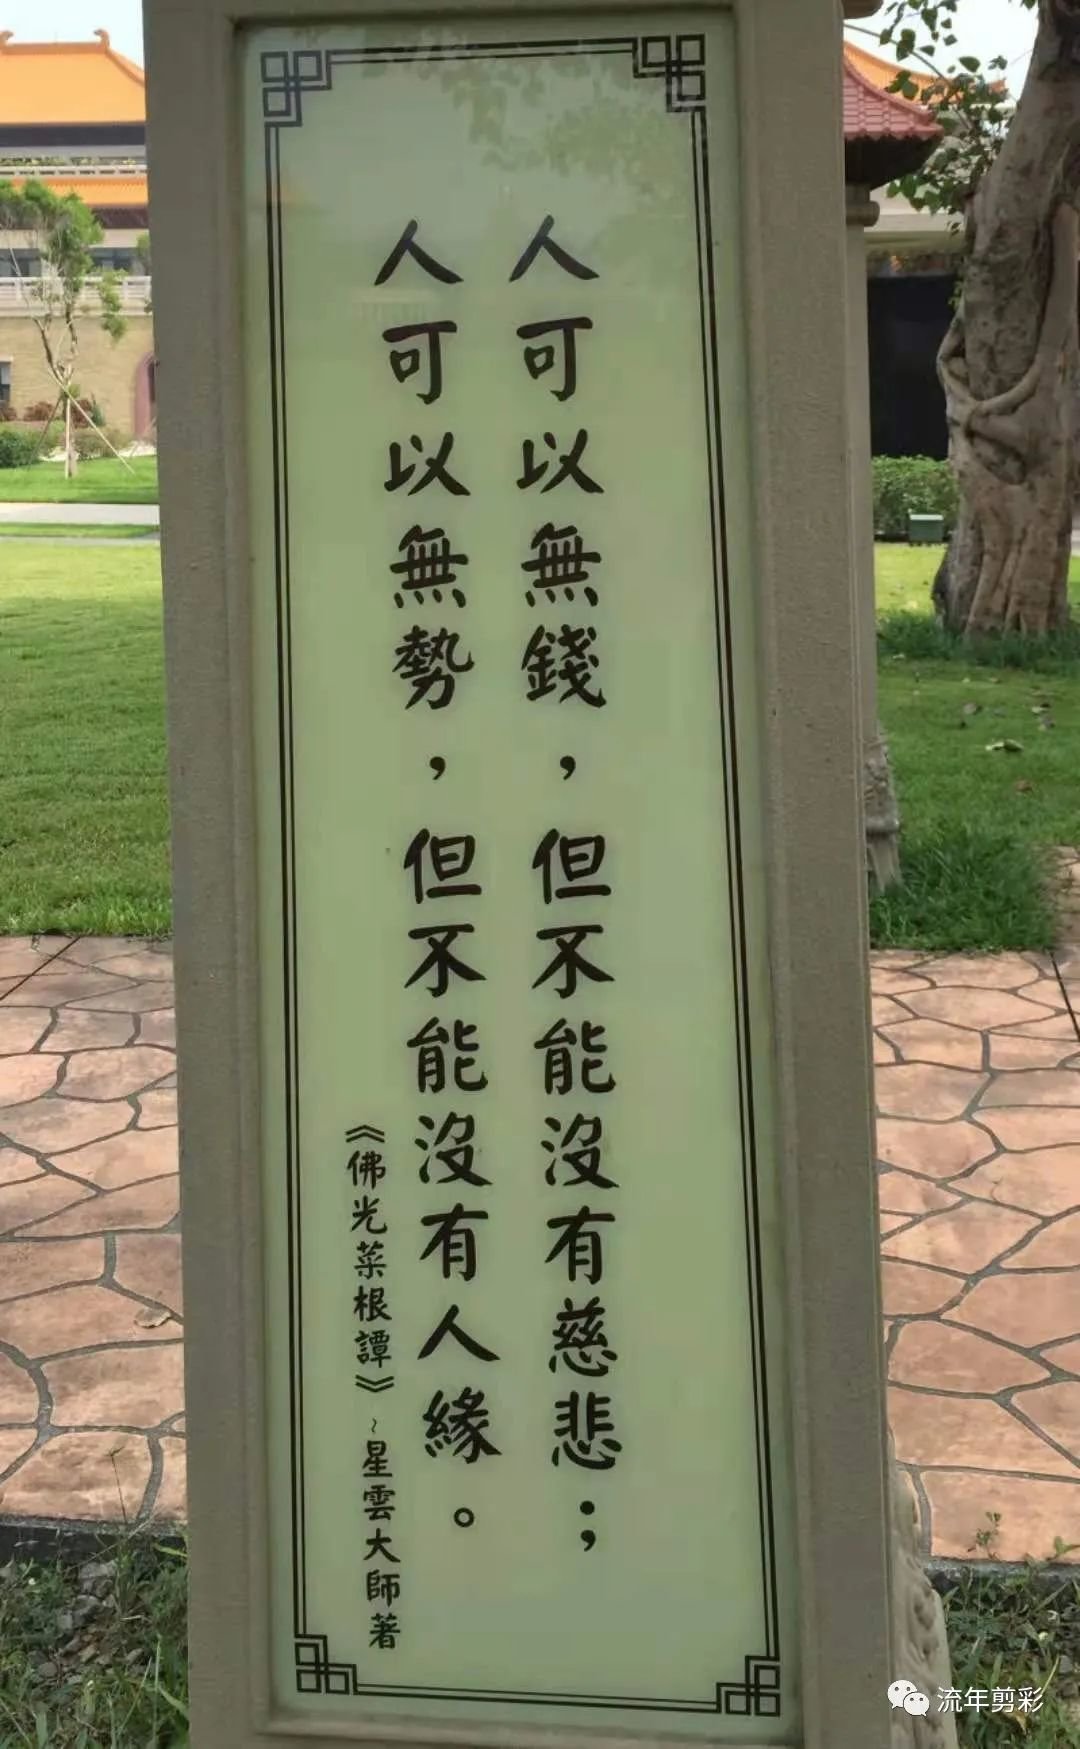 人可以無錢，但不能沒有慈悲；
人可以無勢，但不能沒有人緣。
《佛光菜根譚》~星雲大師著
流年剪彩